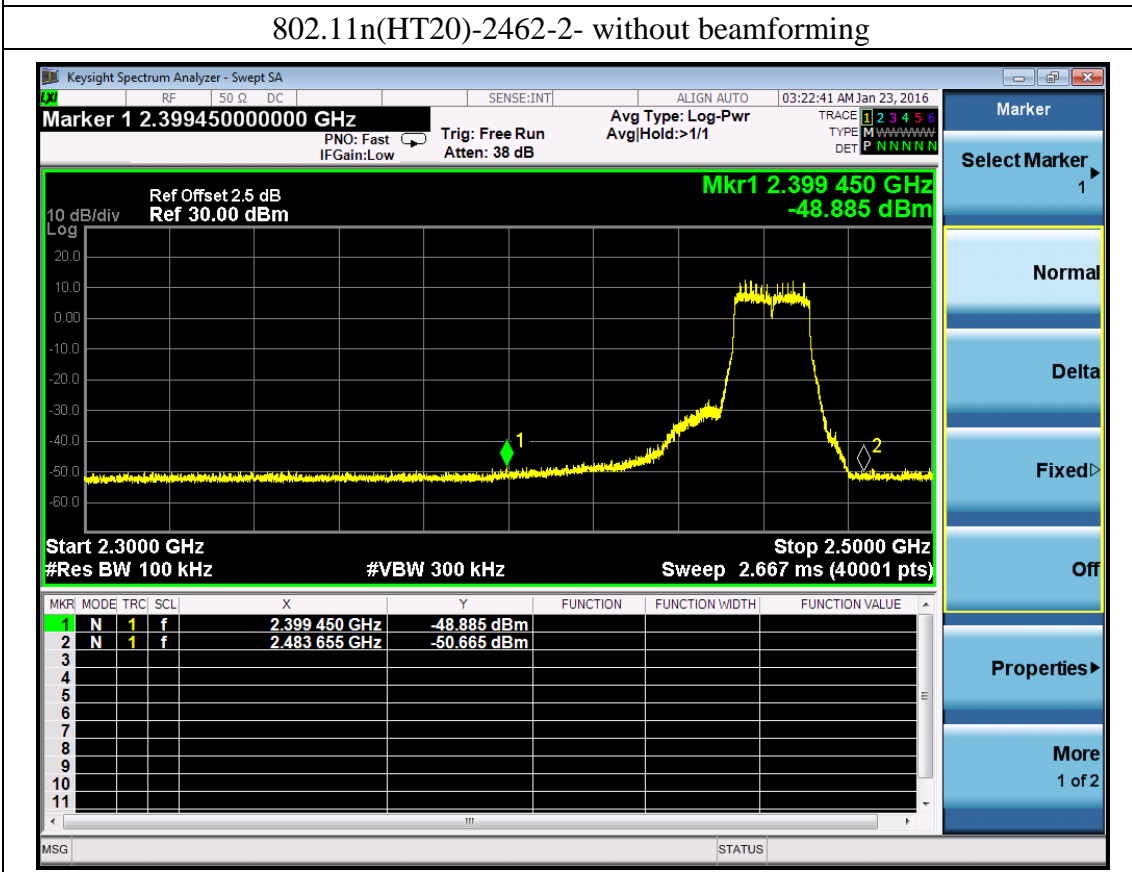 802.11n(HT20)-2462-2- without beamforming
Keysight Spectrum Analyzer - Swept SA
LXI RF 50 Ω DC SENSE:INT ALIGN AUTO 03:22:41 AM Jan 23, 2016
Marker 1 2.399450000000 GHz
PNO: Fast
IFGain:Low
Trig: Free Run
Atten: 38 dB
Avg Type: Log-Pwr
Avg|Hold:>1/1
TRACE 1 2 3 4 5 6
TYPE M WWWWW
DET P N N N N N
Mkr1 2.399 450 GHz
-48.885 dBm
Ref Offset 2.5 dB
10 dB/div Ref 30.00 dBm
Log
20.0
10.0
0.00
-10.0
-20.0
-30.0
-40.0
-50.0
-60.0
1
2
Start 2.3000 GHz Stop 2.5000 GHz
#Res BW 100 kHz #VBW 300 kHz Sweep 2.667 ms (40001 pts)
MKR MODE TRC SCL X Y FUNCTION FUNCTION WIDTH FUNCTION VALUE
1 N 1 f 2.399 450 GHz -48.885 dBm
2 N 1 f 2.483 655 GHz -50.665 dBm
3
4
5
6
7
8
9
10
11
MSG STATUS
Marker
Select Marker
1
Normal
Delta
Fixed
Off
Properties
More
1 of 2